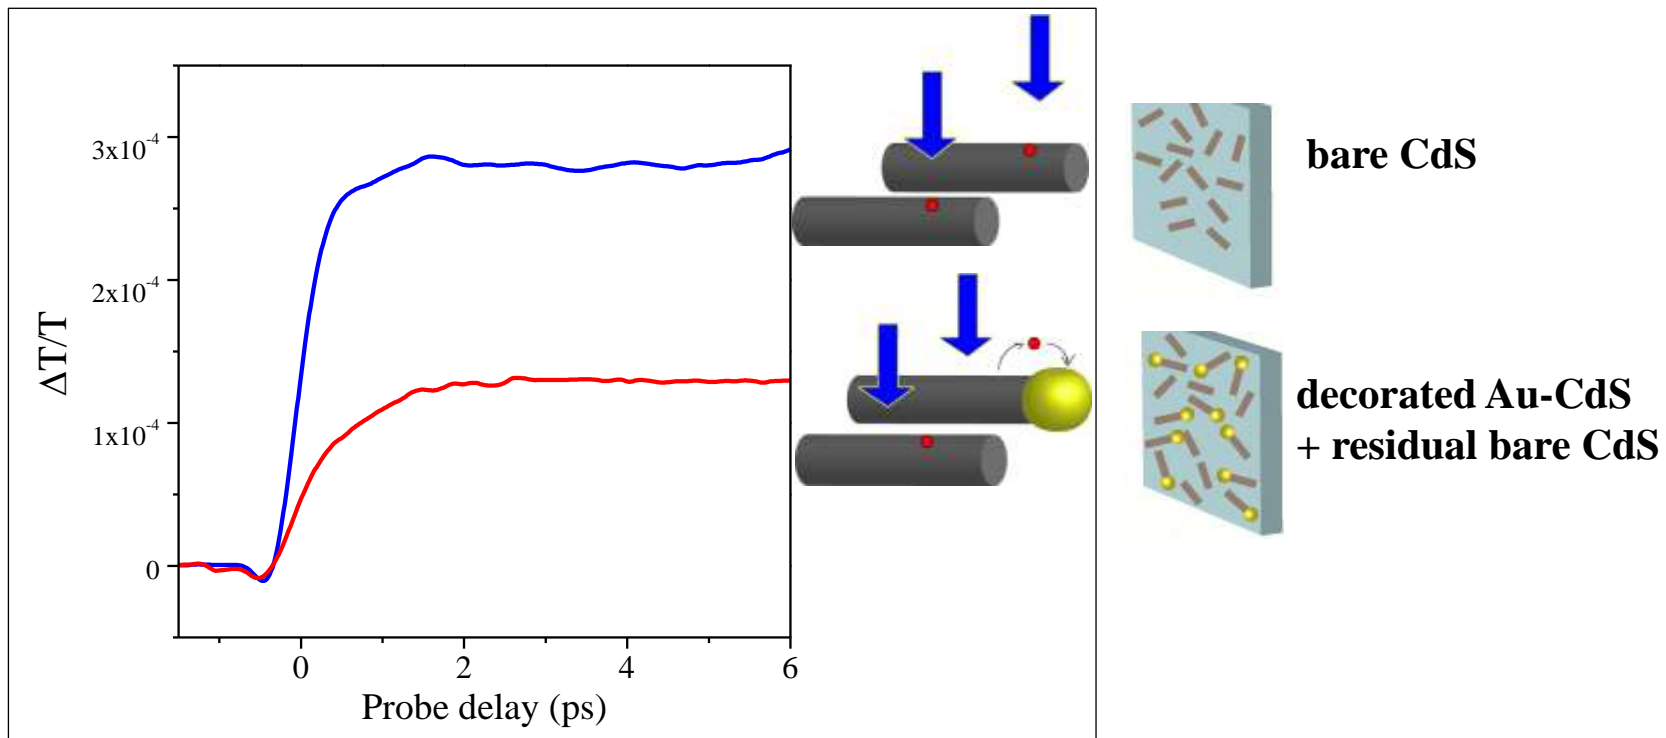 3x10⁻⁴
2x10⁻⁴
1x10⁻⁴
0
ΔT/T
0 2 4 6
Probe delay (ps)
bare CdS
decorated Au-CdS
+ residual bare CdS